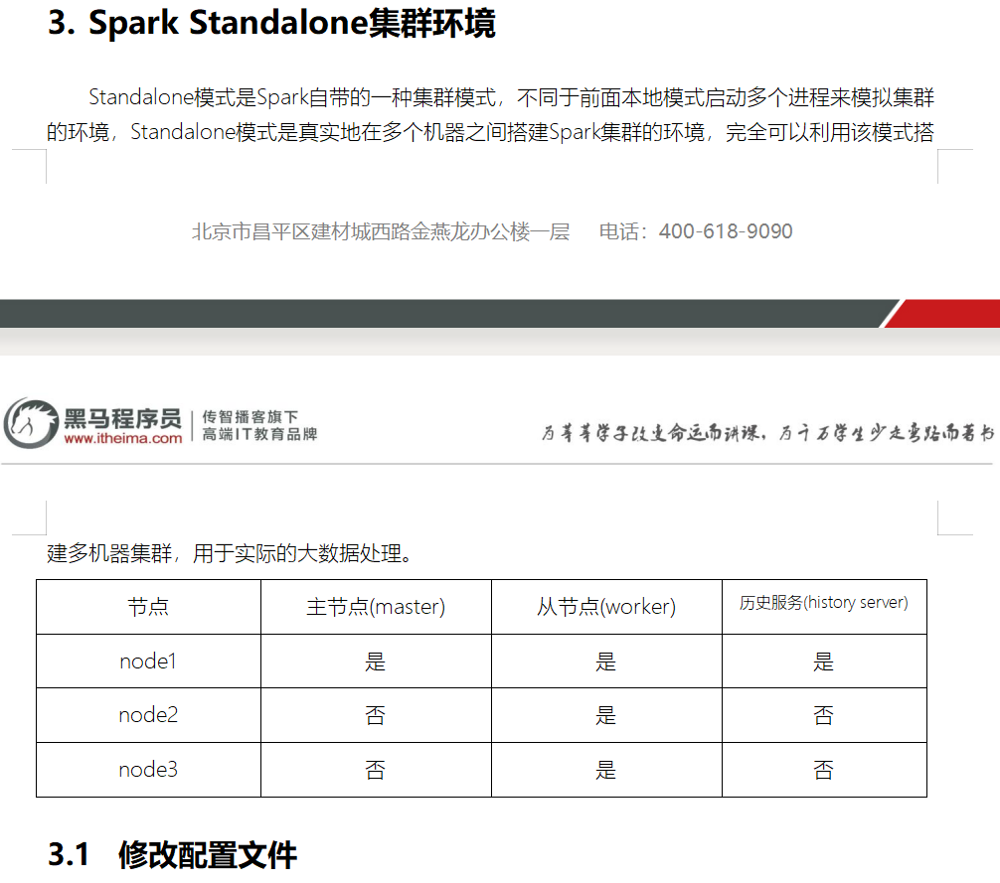 3. Spark Standalone集群环境
Standalone模式是Spark自带的一种集群模式，不同于前面本地模式启动多个进程来模拟集群
的环境，Standalone模式是真实地在多个机器之间搭建Spark集群的环境，完全可以利用该模式搭
北京市昌平区建材城西路金燕龙办公楼一层 电话：400-618-9090
黑马程序员
www.itheima.com
传智播客旗下
高端IT教育品牌
为莘莘学子改变命运而讲课，为千万学生少走弯路而著书
建多机器集群，用于实际的大数据处理。
节点 主节点(master) 从节点(worker) 历史服务(history server)
node1 是 是 是
node2 否 是 否
node3 否 是 否
3.1 修改配置文件